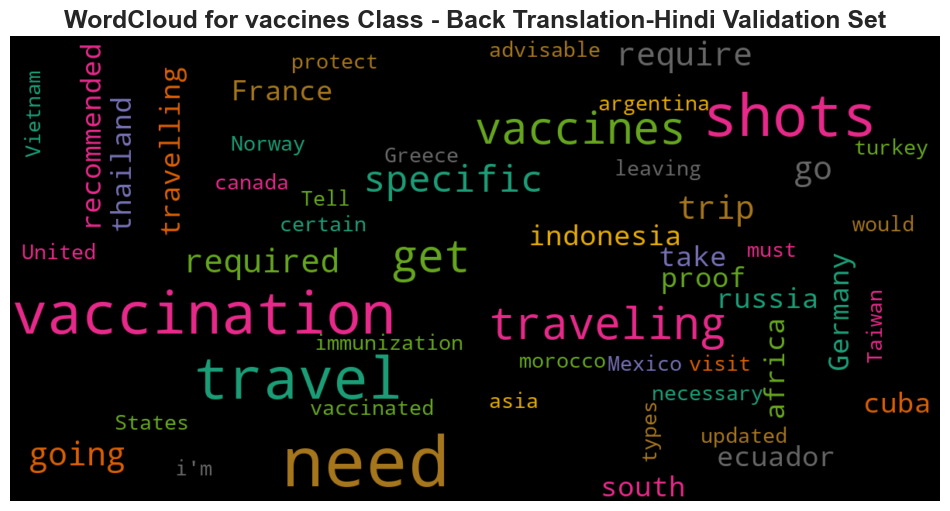 WordCloud for vaccines Class - Back Translation-Hindi Validation Set
advisable
require
protect
recommended
Vietnam
travelling
France
thailand
argentina
shots
vaccines
Norway
turkey
Greece
leaving
go
canada
specific
Tell
trip
certain
would
United
indonesia
required
get
take
must
proof
russia
Germany
vaccination
traveling
Taiwan
immunization
africa
morocco
Mexico
visit
travel
necessary
asia
cuba
vaccinated
States
types
updated
going
i'm
need
ecuador
south